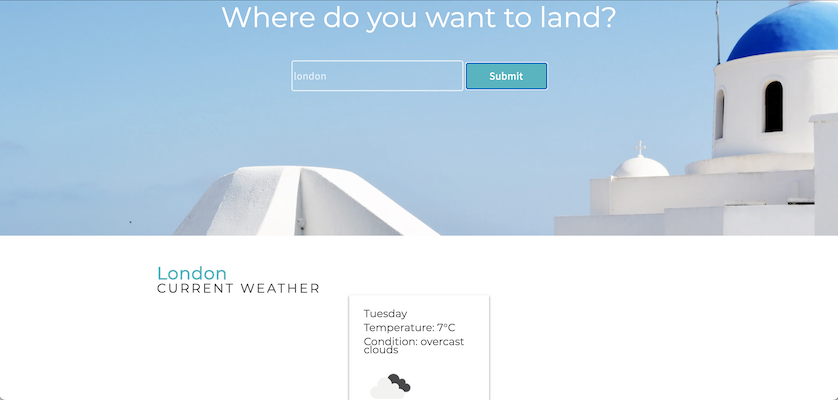 Where do you want to land?
london
Submit
London
CURRENT WEATHER
Tuesday
Temperature: 7°C
Condition: overcast
clouds